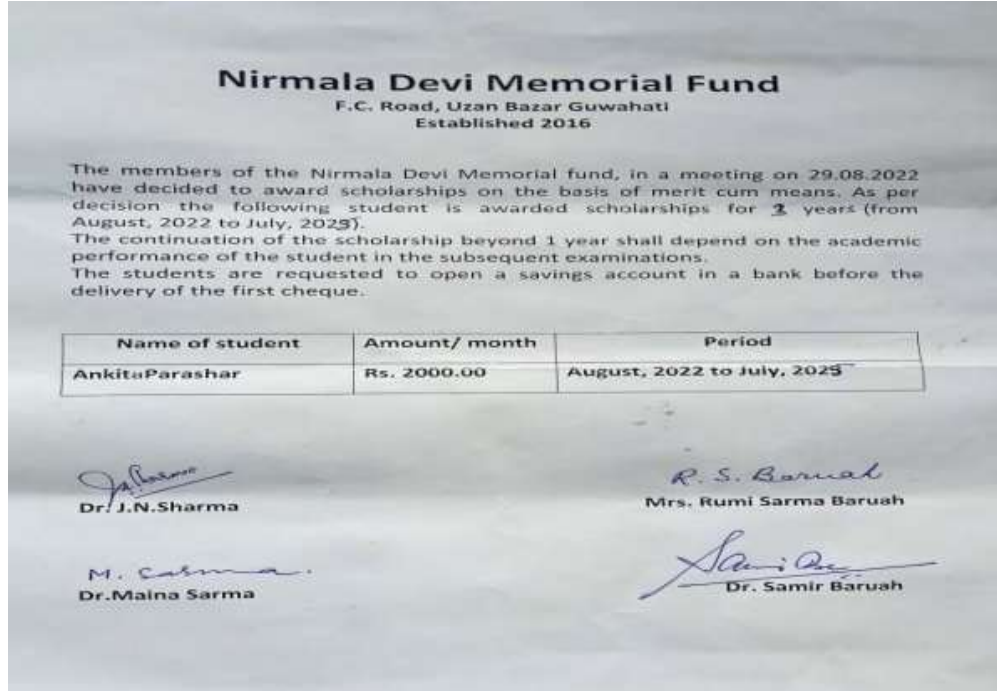 Nirmala Devi Memorial Fund
F.C. Road, Uzan Bazar Guwahati
Established 2016
The members of the Nirmala Devi Memorial fund, in a meeting on 29.08.2022
have decided to award scholarships on the basis of merit cum means. As per
decision the following student is awarded scholarships for years (from
August, 2022 to July,
The continuation of the scholarship beyond 1 year shall depend on the academic
performance of the student in the subsequent examinations.
The students are requested to open a savings account in a bank before the
delivery of the first cheque.
Name of student Amount/ month Period
AnkitaParashar Rs. 2000.00 August, 2022 to July,
R. S. Baruah
Dr. J.N.Sharma Mrs. Rumi Sarma Baruah
M. Sarma.
Dr.Maina Sarma Dr. Samir Baruah